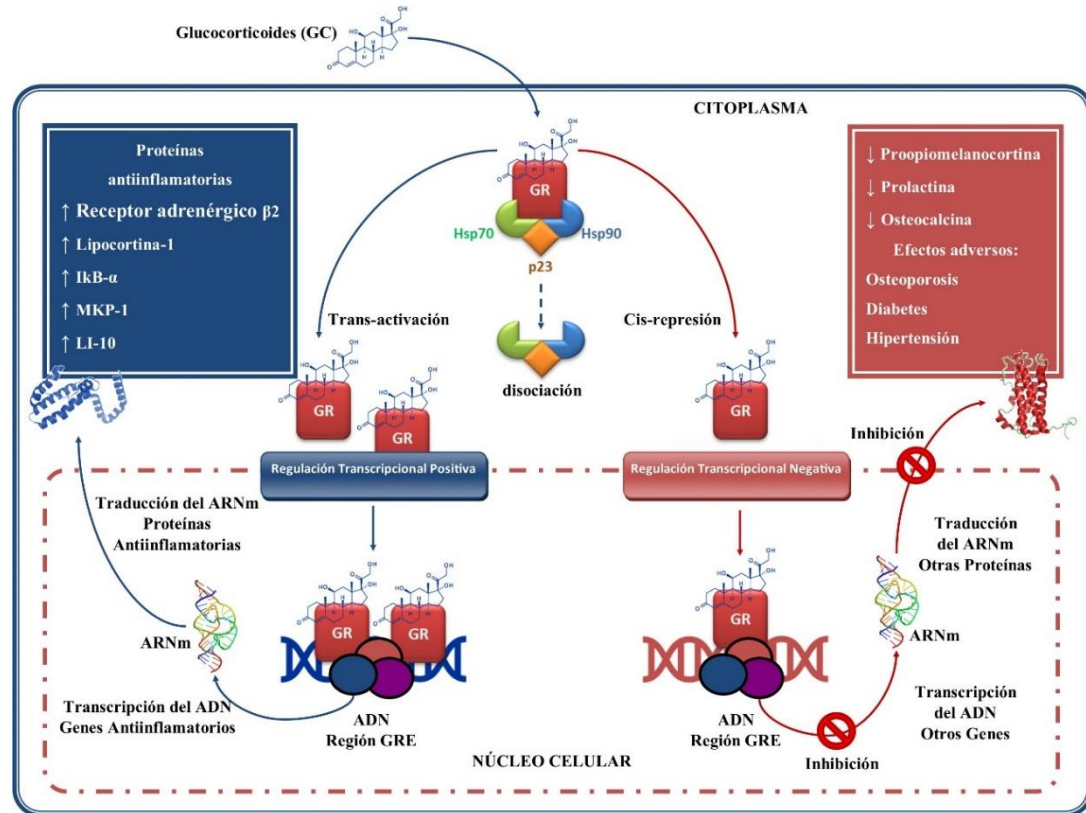 Glucocorticoides (GC)
CITOPLASMA
Proteínas
antiinflamatorias
↑ Receptor adrenérgico β2
↑ Lipocortina-1
↑ IkB-α
↑ MKP-1
↑ LI-10
GR
Hsp70
Hsp90
p23
disociación
↓ Proopiomelanocortina
↓ Prolactina
↓ Osteocalcina
Efectos adversos:
Osteoporosis
Diabetes
Hipertensión
Trans-activación
Cis-represión
GR
GR
GR
Regulación Transcripcional Positiva
Regulación Transcripcional Negativa
Inhibición
Traducción del ARNm
Proteínas
Antiinflamatorias
Traducción
del ARNm
Otras Proteínas
GR
GR
GR
ARNm
ARNm
Transcripción del ADN
Genes Antiinflamatorios
ADN
Región GRE
ADN
Región GRE
Transcripción
del ADN
Otros Genes
Inhibición
NÚCLEO CELULAR